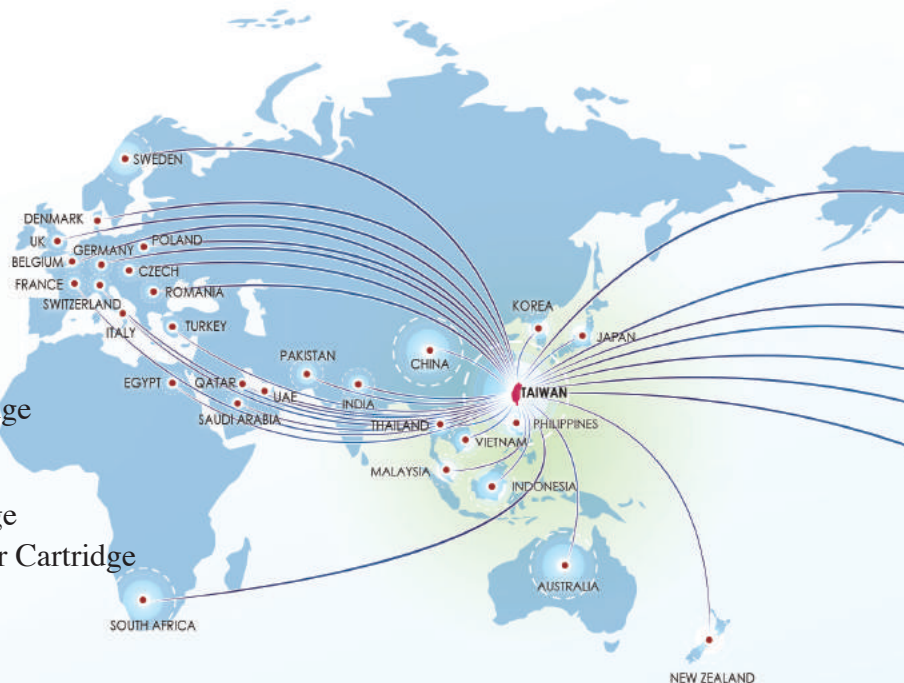 SWEDEN
DENMARK
UK
POLAND
GERMANY
BELGIUM
CZECH
FRANCE
SWITZERLAND
ROMANIA
ITALY
TURKEY
KOREA
JAPAN
PAKISTAN
CHINA
EGYPT
QATAR
UAE
INDIA
TAIWAN
SAUDI ARABIA
THAILAND
PHILIPPINES
VIETNAM
MALAYSIA
INDONESIA
ge
ge
r Cartridge
AUSTRALIA
SOUTH AFRICA
NEW ZEALAND